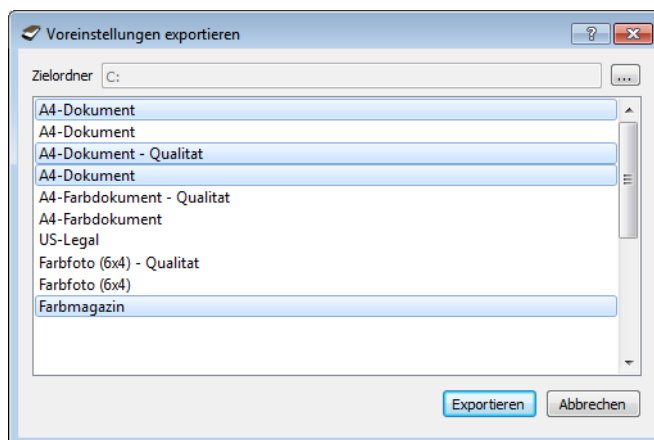 Voreinstellungen exportieren
Zielordner C: ...
A4-Dokument
A4-Dokument
A4-Dokument - Qualitat
A4-Dokument
A4-Farbdokument - Qualitat
A4-Farbdokument
US-Legal
Farbfoto (6x4) - Qualitat
Farbfoto (6x4)
Farbmagazin
Exportieren Abbrechen